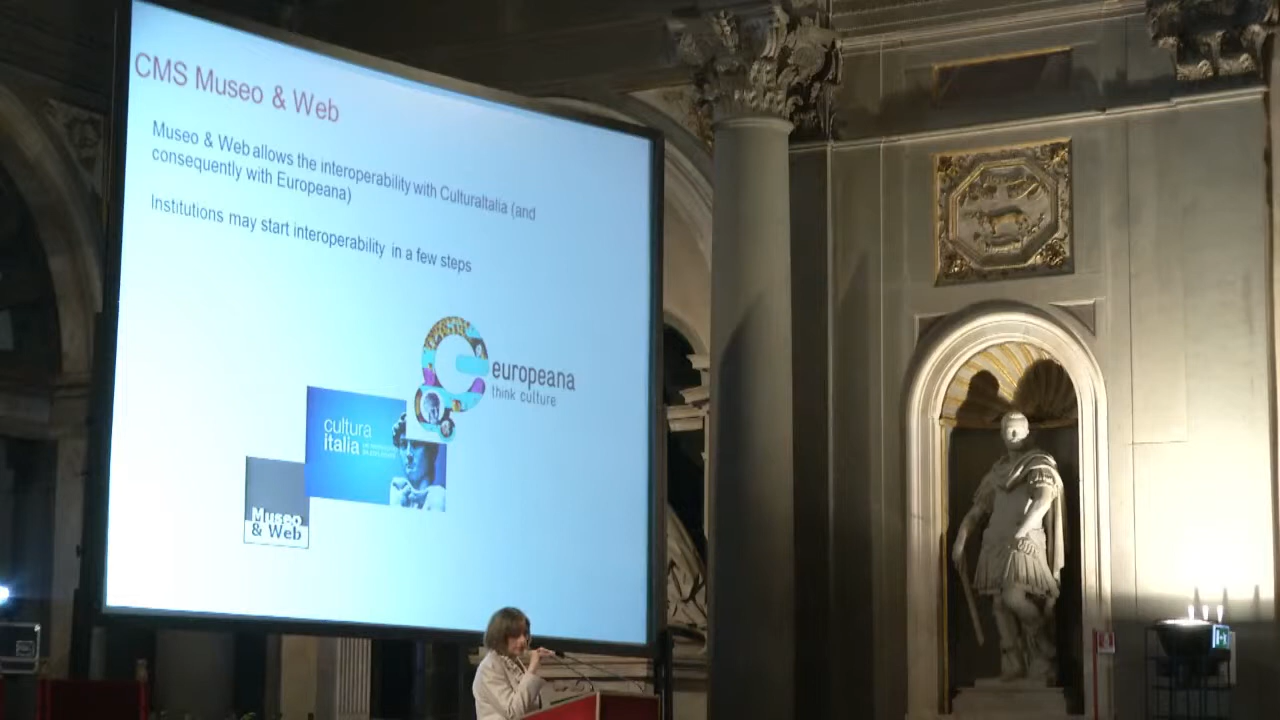 CMS Museo & Web
Museo & Web allows the interoperability with CulturaItalia (and
consequently with Europeana)
Institutions may start interoperability in a few steps
europeana
think culture
cultura
italia
Museo
& Web